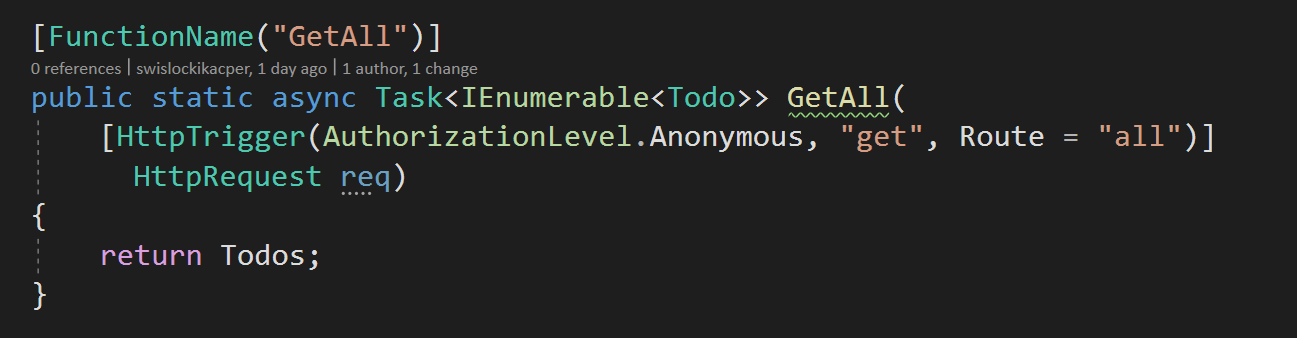 [FunctionName("GetAll")]
0 references | swislockikacper, 1 day ago | 1 author, 1 change
public static async Task<IEnumerable<Todo>> GetAll(
[HttpTrigger(AuthorizationLevel.Anonymous, "get", Route = "all")]
HttpRequest req)
{
return Todos;
}